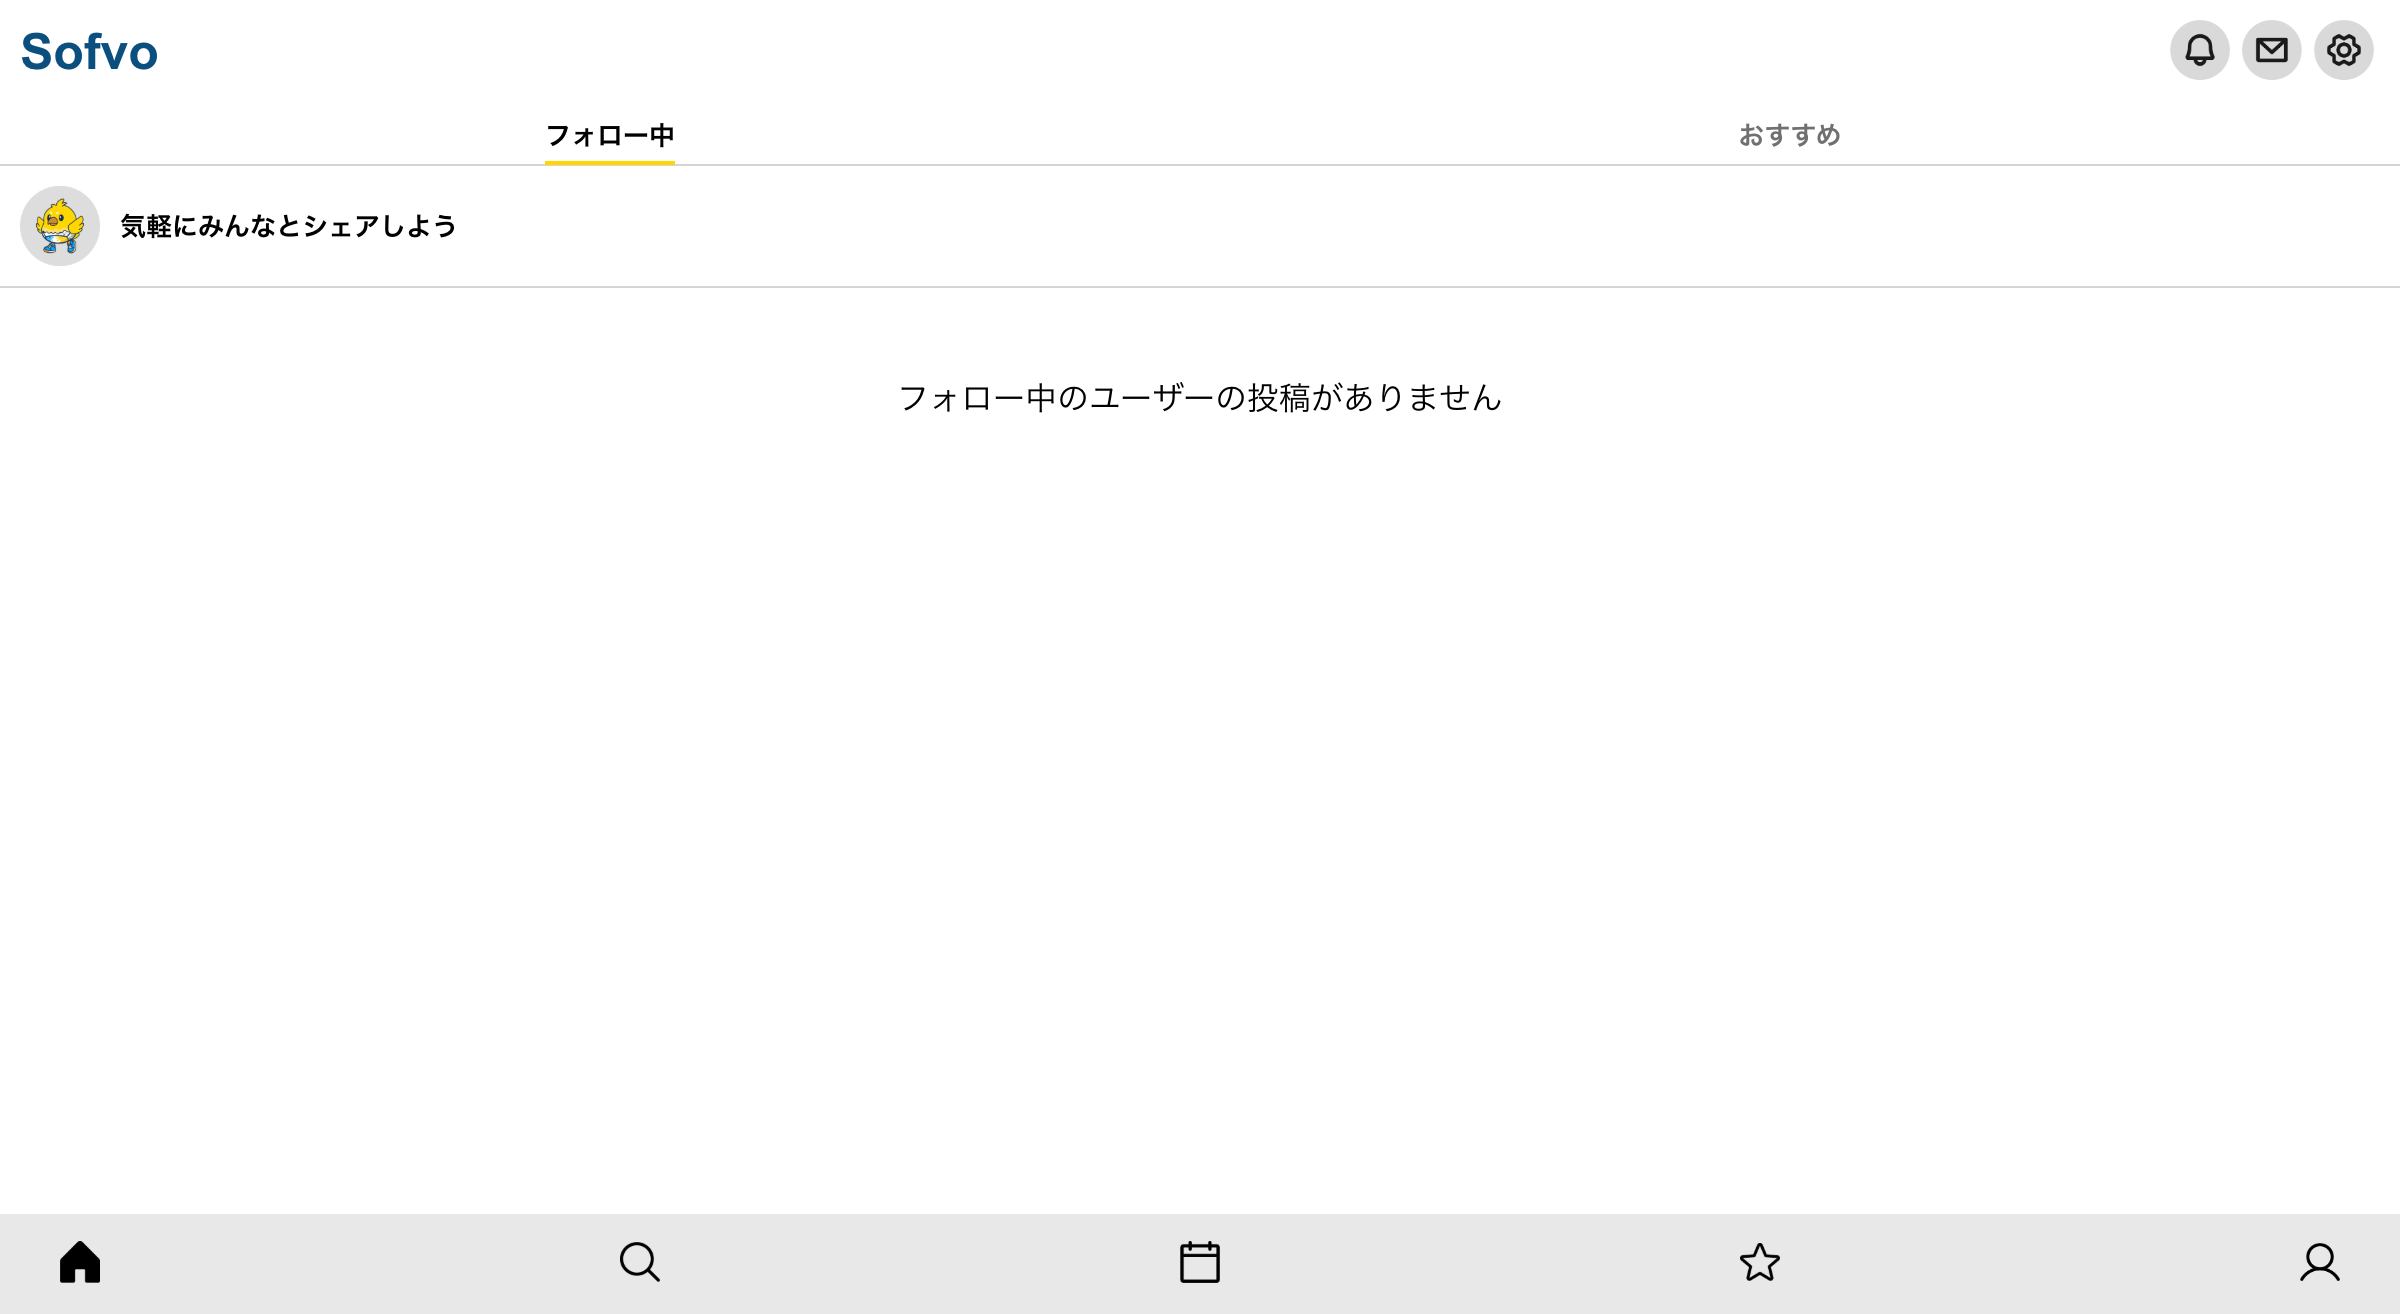 Sofvo
フォロー中
おすすめ
気軽にみんなとシェアしよう
フォロー中のユーザーの投稿がありません